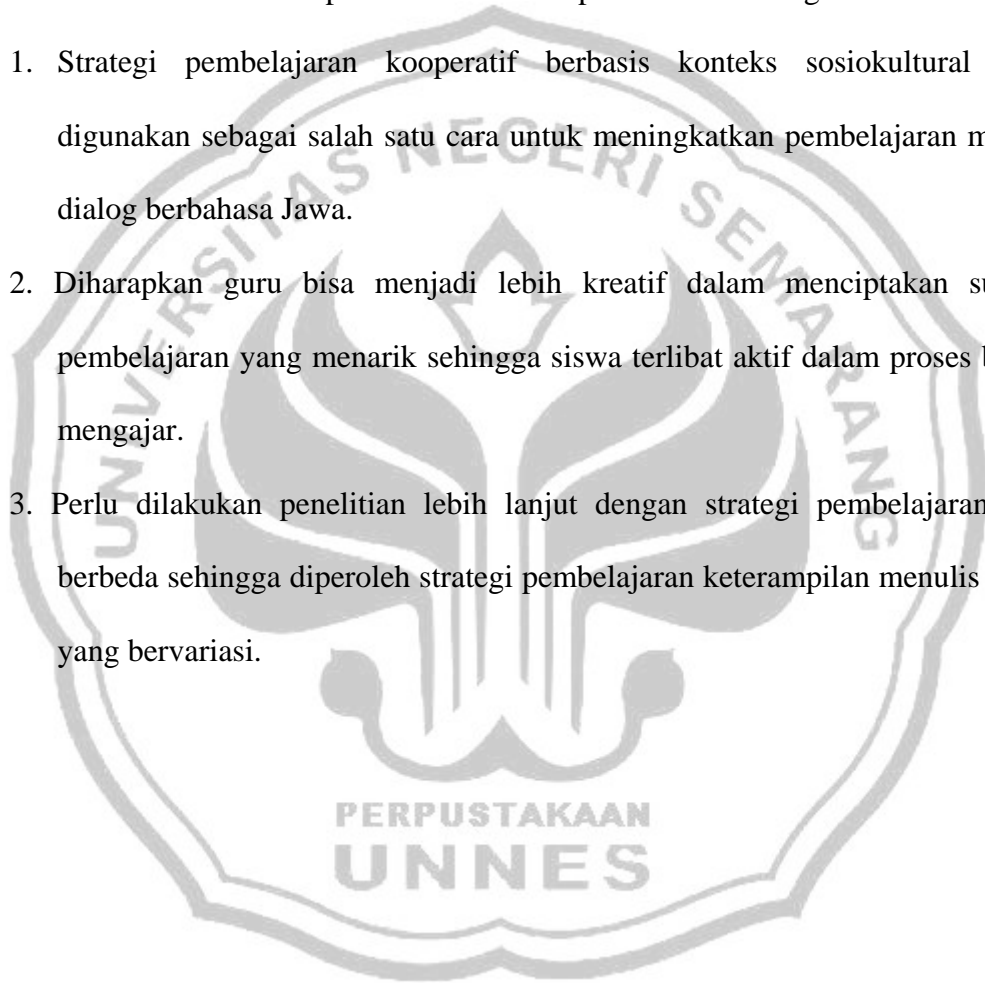 1. Strategi pembelajaran kooperatif berbasis konteks sosiokultural
digunakan sebagai salah satu cara untuk meningkatkan pembelajaran
dialog berbahasa Jawa.
2. Diharapkan guru bisa menjadi lebih kreatif dalam menciptakan
pembelajaran yang menarik sehingga siswa terlibat aktif dalam proses
mengajar.
3. Perlu dilakukan penelitian lebih lanjut dengan strategi pembelajaran
berbeda sehingga diperoleh strategi pembelajaran keterampilan menulis
yang bervariasi.
UNIVERSITAS NEGERI SEMARANG
PERPUSTAKAAN
UNNES